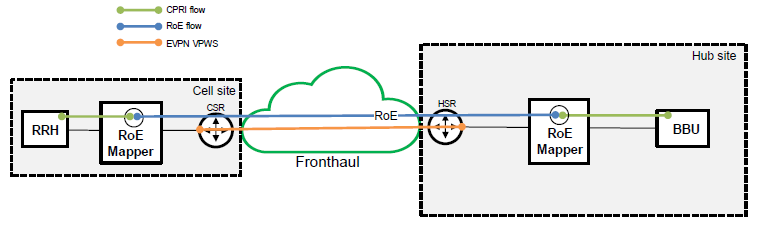 CPRI flow
RoE flow
EVPN VPWS
Hub site
Cell site
CSR
HSR
RRH
RoE
Mapper
RoE
Fronthaul
RoE
Mapper
BBU